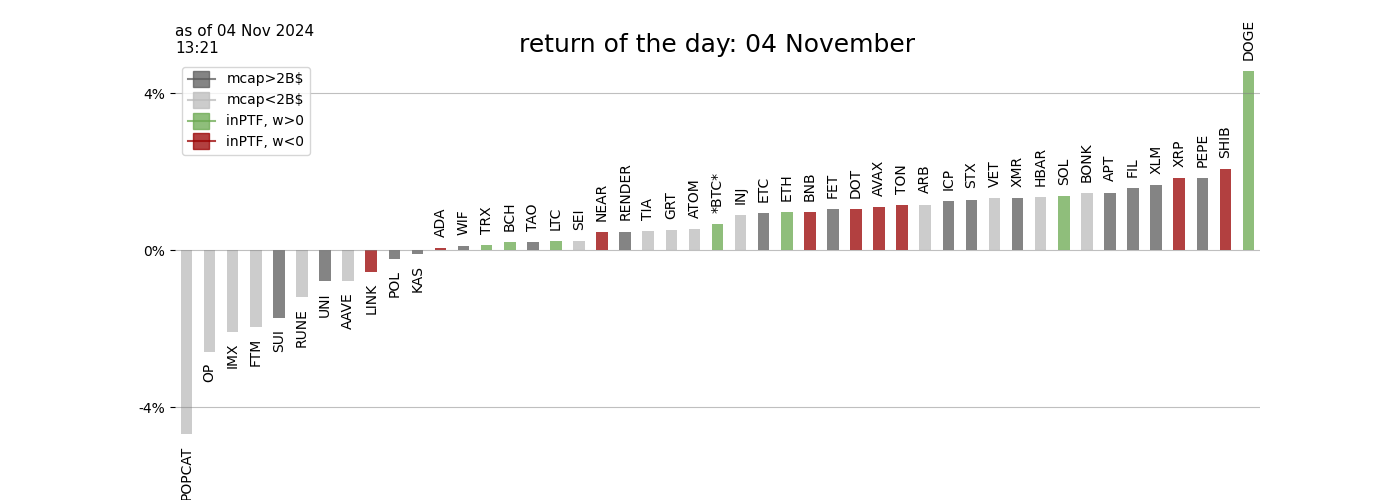 as of 04 Nov 2024
13:21
return of the day: 04 November
mcap>2B$
mcap<2B$
inPTF, w>0
inPTF, w<0
4%
0%
-4%
POPCAT
OP
IMX
FTM
SUI
RUNE
UNI
AAVE
LINK
POL
KAS
ADA
WIF
TRX
BCH
TAO
LTC
SEI
NEAR
RENDER
TIA
GRT
ATOM
*BTC*
INJ
ETC
ETH
BNB
FET
DOT
AVAX
TON
ARB
ICP
STX
VET
XMR
HBAR
SOL
BONK
APT
FIL
XLM
XRP
PEPE
SHIB
DOGE